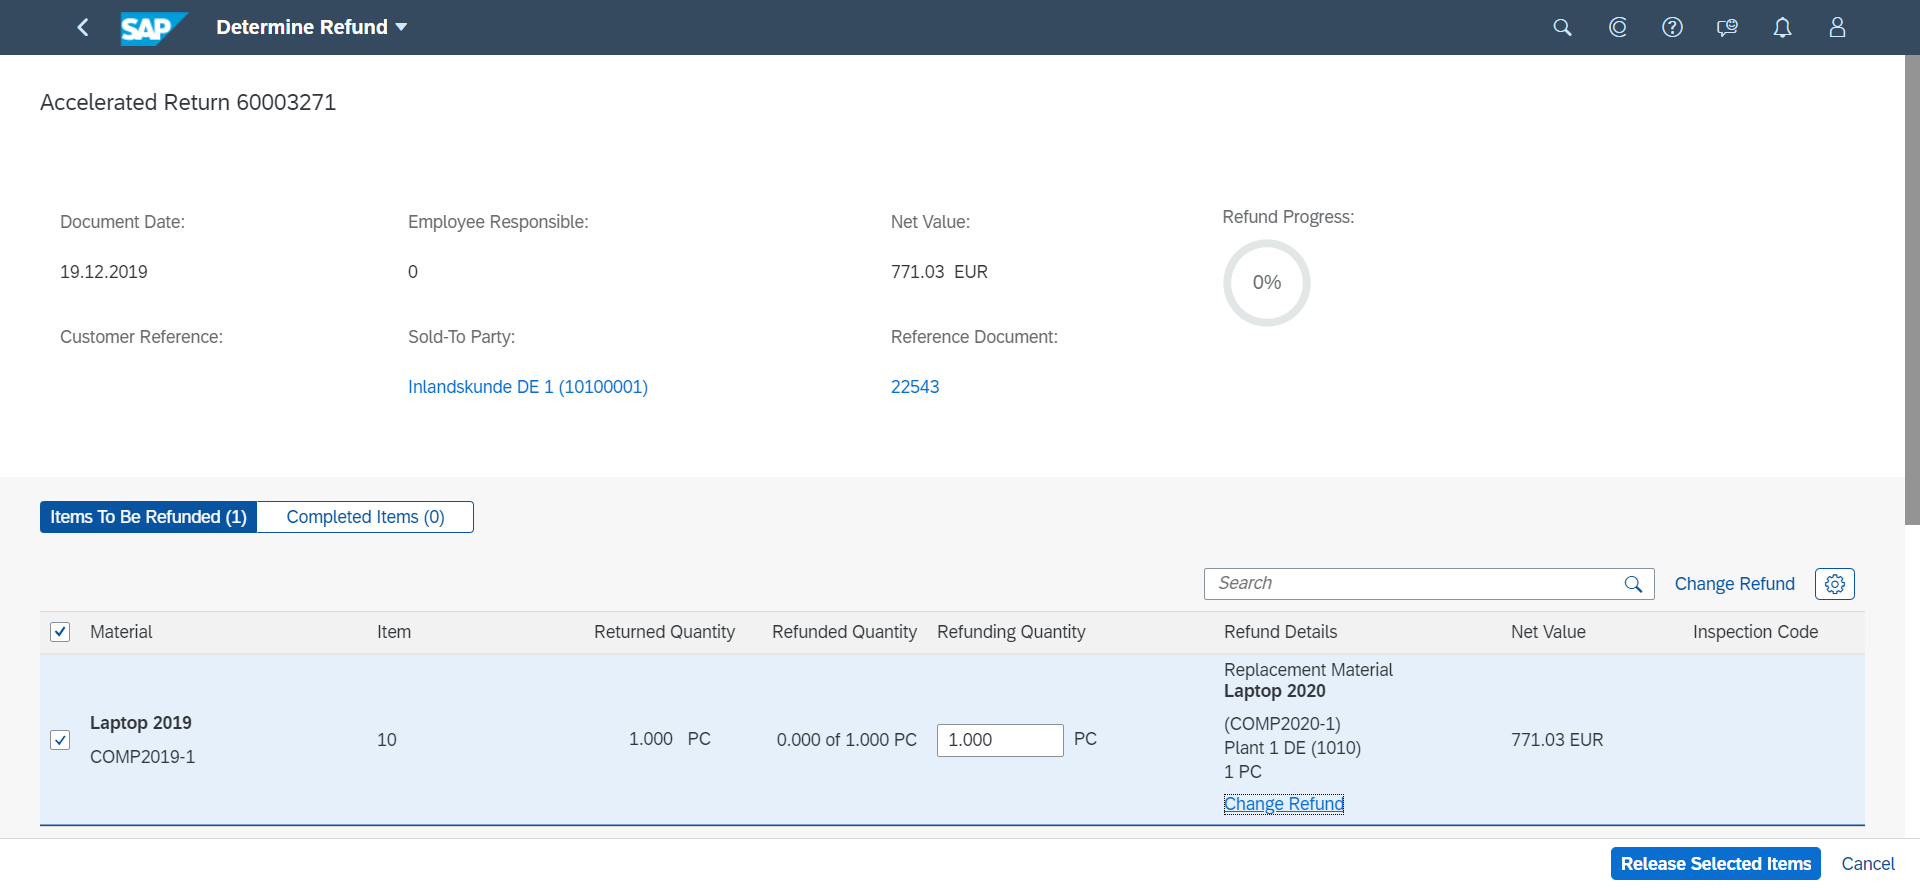 SAP Determine Refund
Accelerated Return 60003271
Document Date:
19.12.2019
Employee Responsible:
0
Net Value:
771.03 EUR
Refund Progress:
0%
Customer Reference:
Sold-To Party:
Inlandskunde DE 1 (10100001)
Reference Document:
22543
Items To Be Refunded (1) Completed Items (0)
Search Change Refund
Material Item Returned Quantity Refunded Quantity Refunding Quantity Refund Details Net Value Inspection Code
Laptop 2019
COMP2019-1
10
1.000 PC
0.000 of 1.000 PC
1.000 PC
Replacement Material
Laptop 2020
(COMP2020-1)
Plant 1 DE (1010)
1 PC
Change Refund
771.03 EUR
Release Selected Items Cancel